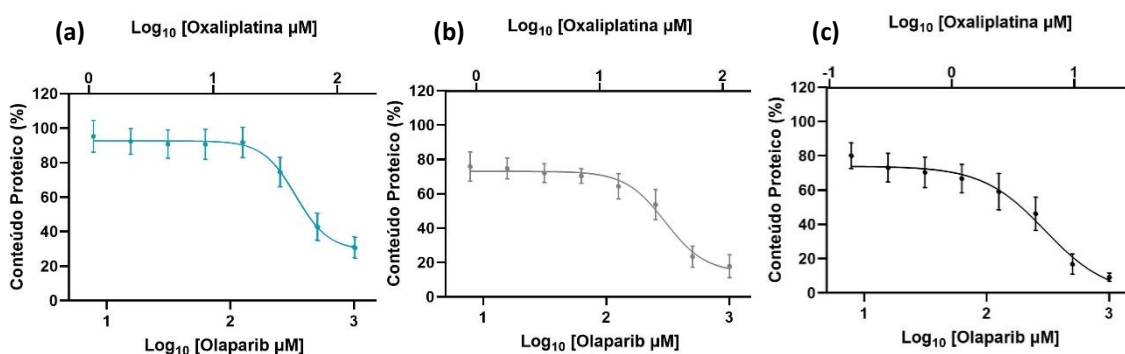 (a)
Log10 [Oxaliplatina µM]
0 1 2
Conteúdo Proteico (%)
120
100
80
60
40
20
0
1 2 3
Log10 [Olaparib µM]
(b)
Log10 [Oxaliplatina µM]
0 1 2
Conteúdo Proteico (%)
120
100
80
60
40
20
0
1 2 3
Log10 [Olaparib µM]
(c)
Log10 [Oxaliplatina µM]
-1 0 1
Conteúdo Proteico (%)
120
100
80
60
40
20
0
1 2 3
Log10 [Olaparib µM]